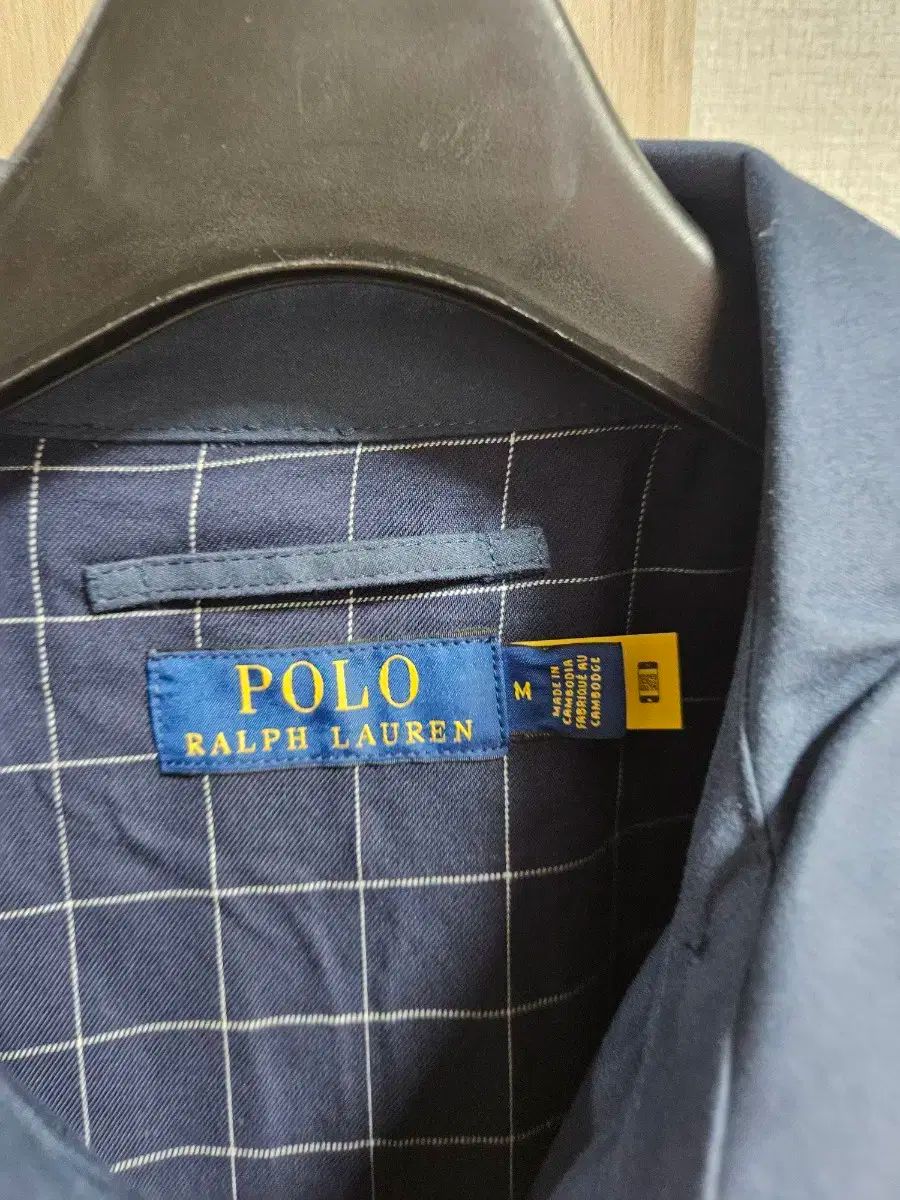 POLO
RALPH LAUREN
M
MADE IN
CAMBODIA
FABRIQUÉ AU
CAMBODGE